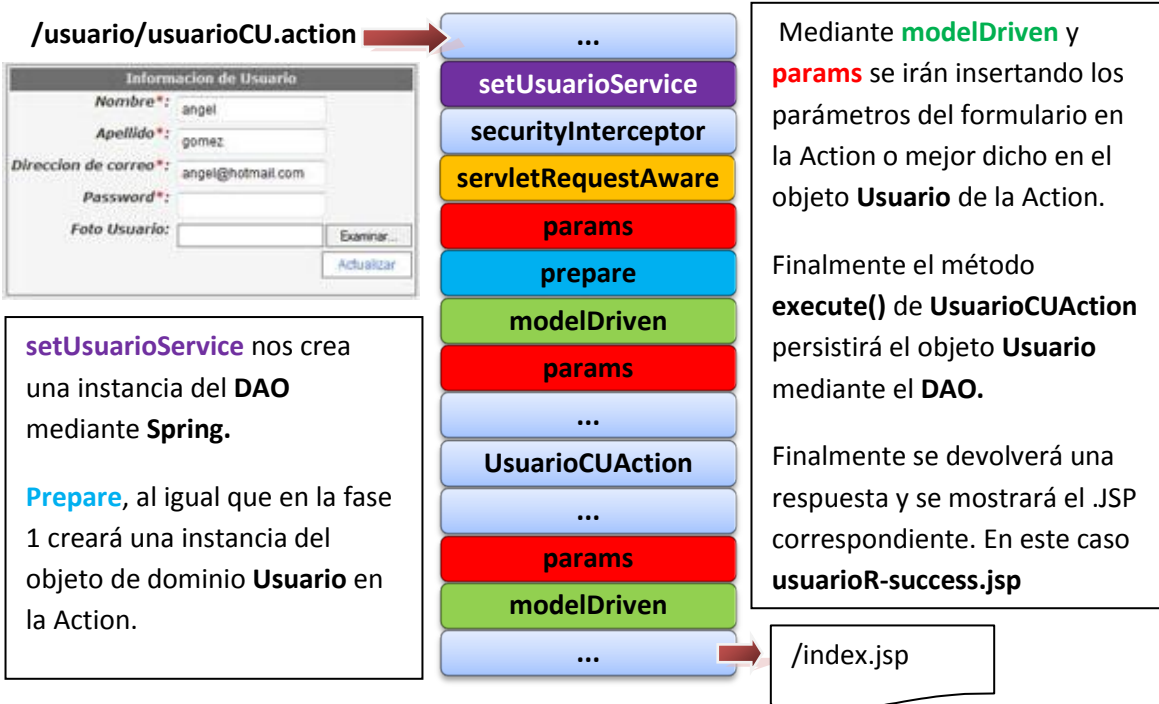 /usuario/usuarioCU.action
Informacion de Usuario
Nombre*: angel
Apellido*: gomez
Direccion de correo*: angel@hotmail.com
Password*:
Foto Usuario: Examinar...
Actualizar
setUsuarioService nos crea
una instancia del DAO
mediante Spring.
Prepare, al igual que en la fase
1 creará una instancia del
objeto de dominio Usuario en
la Action.
...
setUsuarioService
securityInterceptor
servletRequestAware
params
prepare
modelDriven
params
...
UsuarioCUAction
...
params
modelDriven
...
Mediante modelDriven y
params se irán insertando los
parámetros del formulario en
la Action o mejor dicho en el
objeto Usuario de la Action.
Finalmente el método
execute() de UsuarioCUAction
persistirá el objeto Usuario
mediante el DAO.
Finalmente se devolverá una
respuesta y se mostrará el .JSP
correspondiente. En este caso
usuarioR-success.jsp
/index.jsp